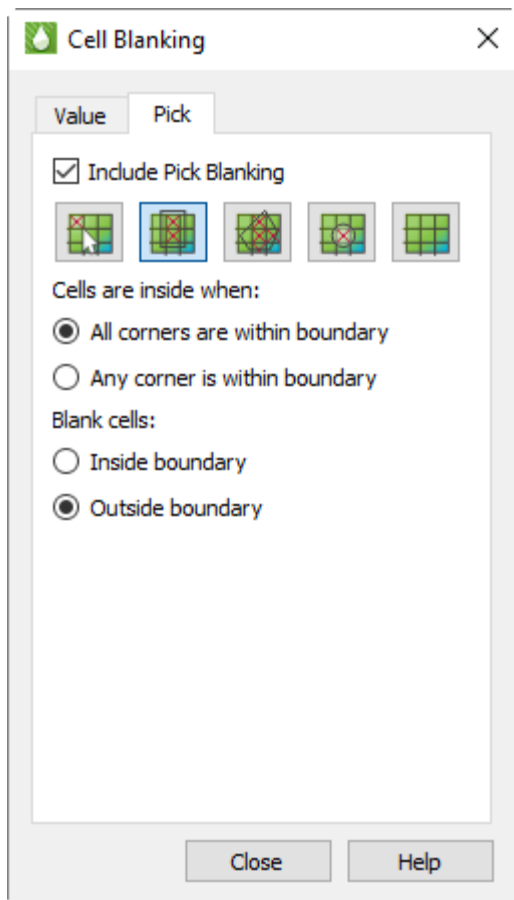 Cell Blanking
Value Pick
Include Pick Blanking
Cells are inside when:
All corners are within boundary
Any corner is within boundary
Blank cells:
Inside boundary
Outside boundary
Close Help